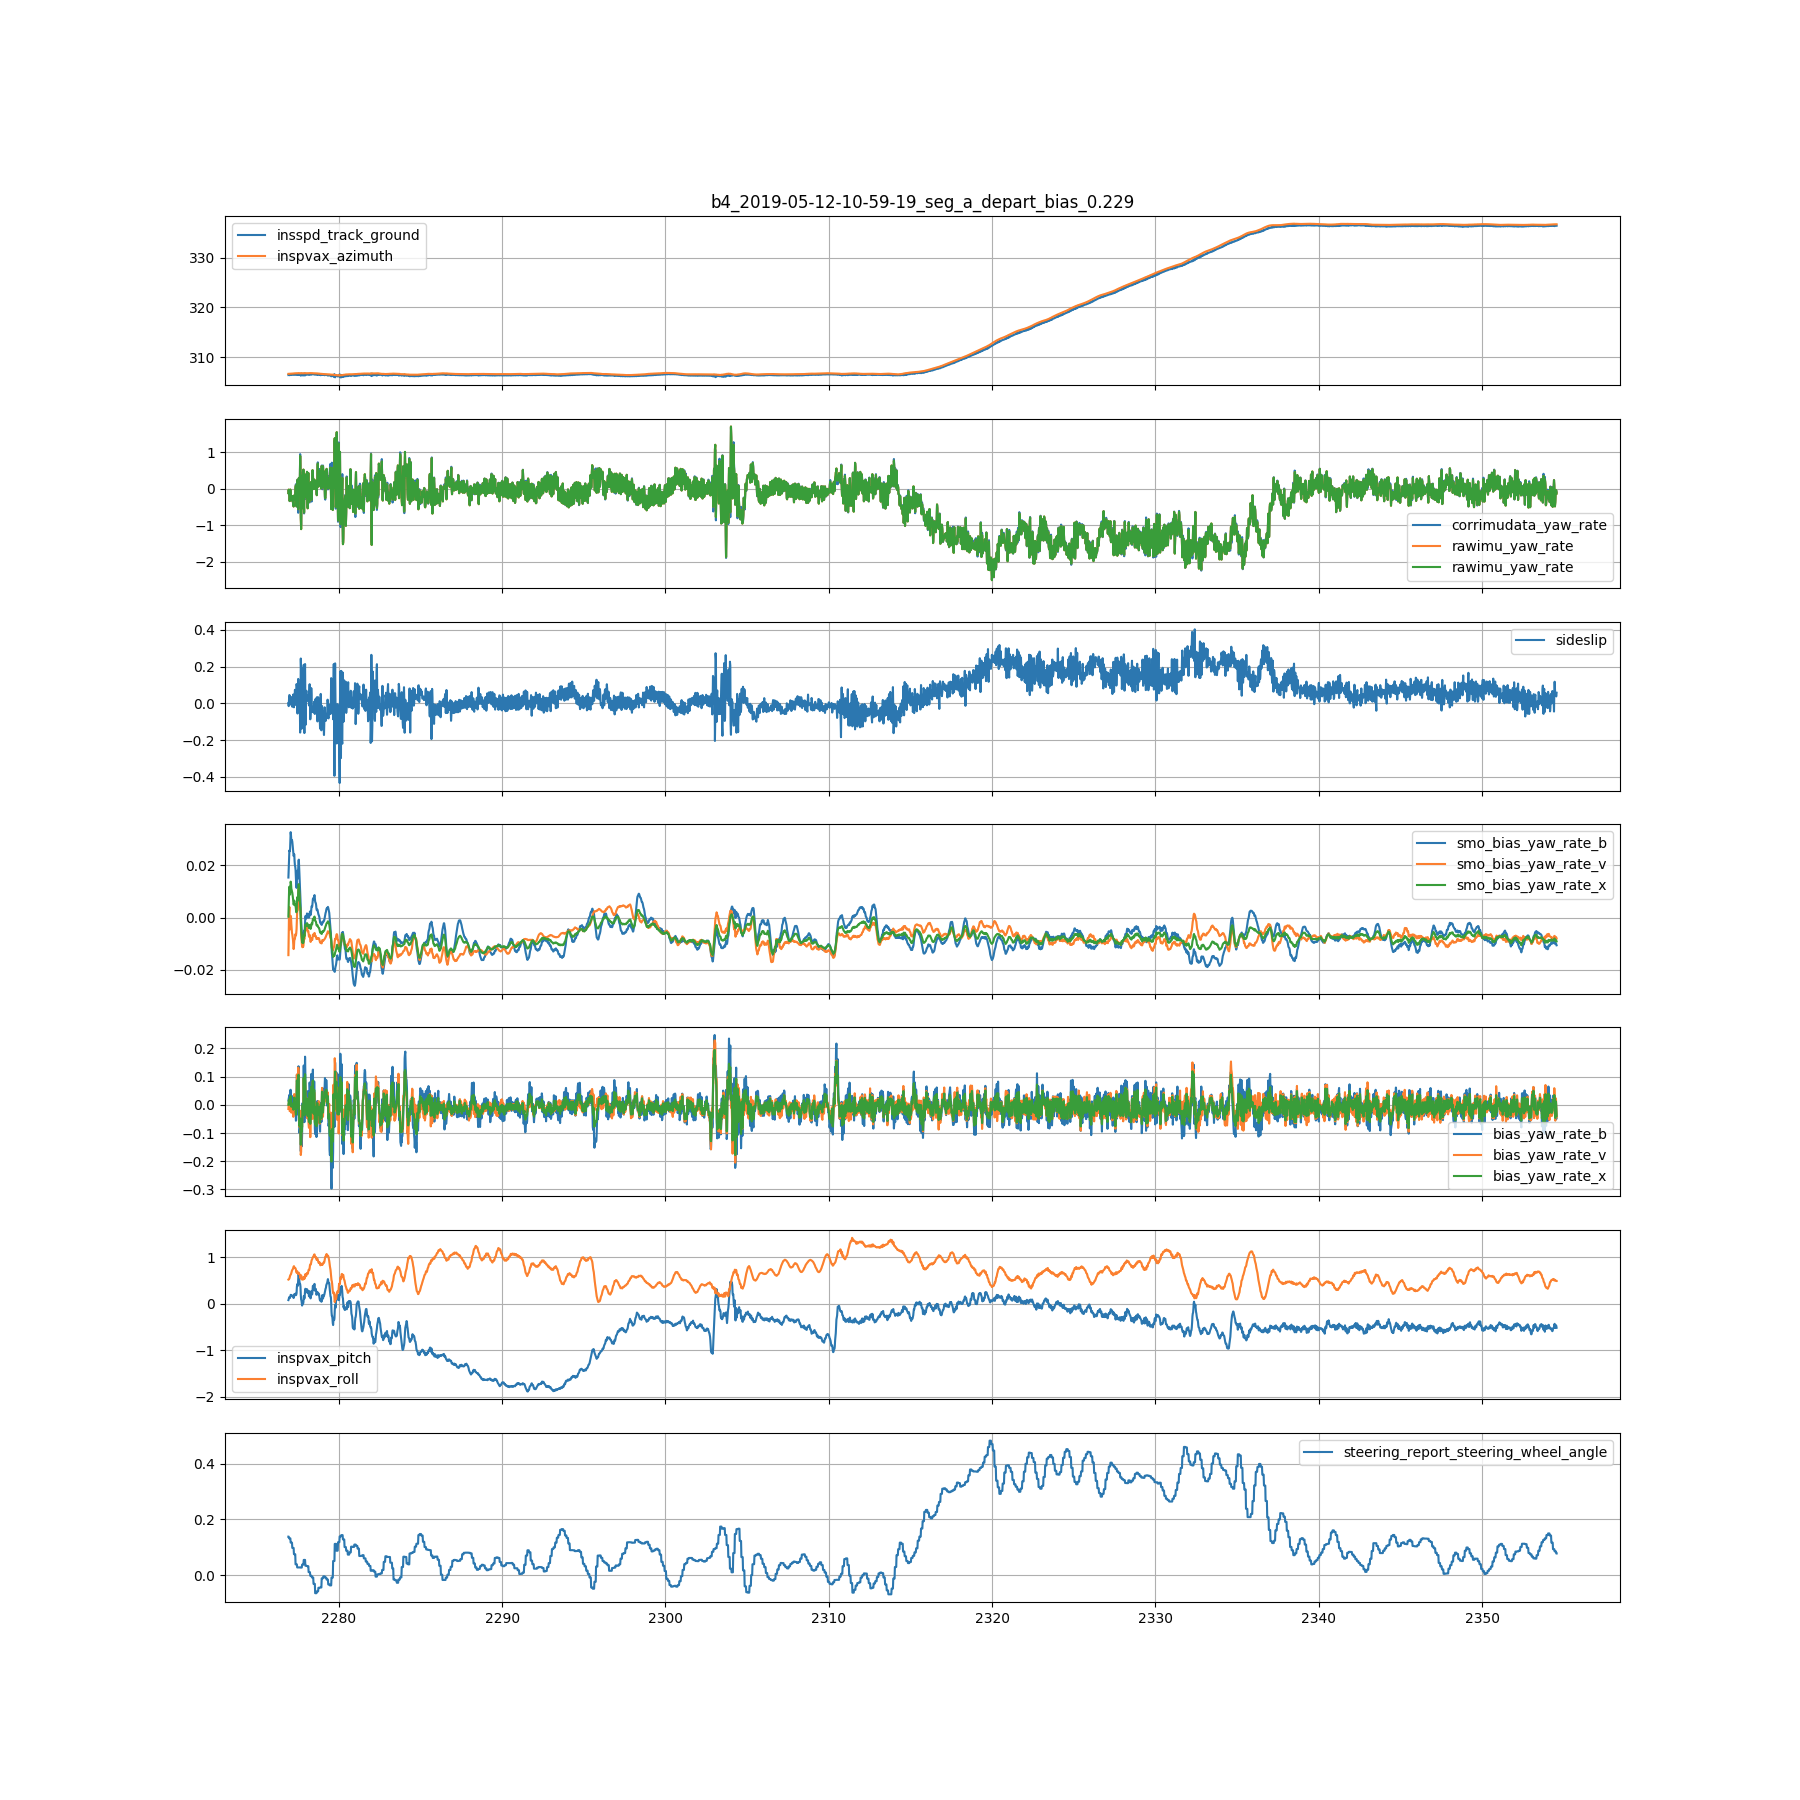 b4_2019-05-12-10-59-19_seg_a_depart_bias_0.229
insspd_track_ground
inspvax_azimuth
330
320
310
1
0
−1
−2
corrimudata_yaw_rate
rawimu_yaw_rate
rawimu_yaw_rate
0.4
0.2
0.0
−0.2
−0.4
sideslip
0.02
0.00
−0.02
smo_bias_yaw_rate_b
smo_bias_yaw_rate_v
smo_bias_yaw_rate_x
0.2
0.1
0.0
−0.1
−0.2
−0.3
bias_yaw_rate_b
bias_yaw_rate_v
bias_yaw_rate_x
1
0
−1
−2
inspvax_pitch
inspvax_roll
0.4
0.2
0.0
steering_report_steering_wheel_angle
2280 2290 2300 2310 2320 2330 2340 2350